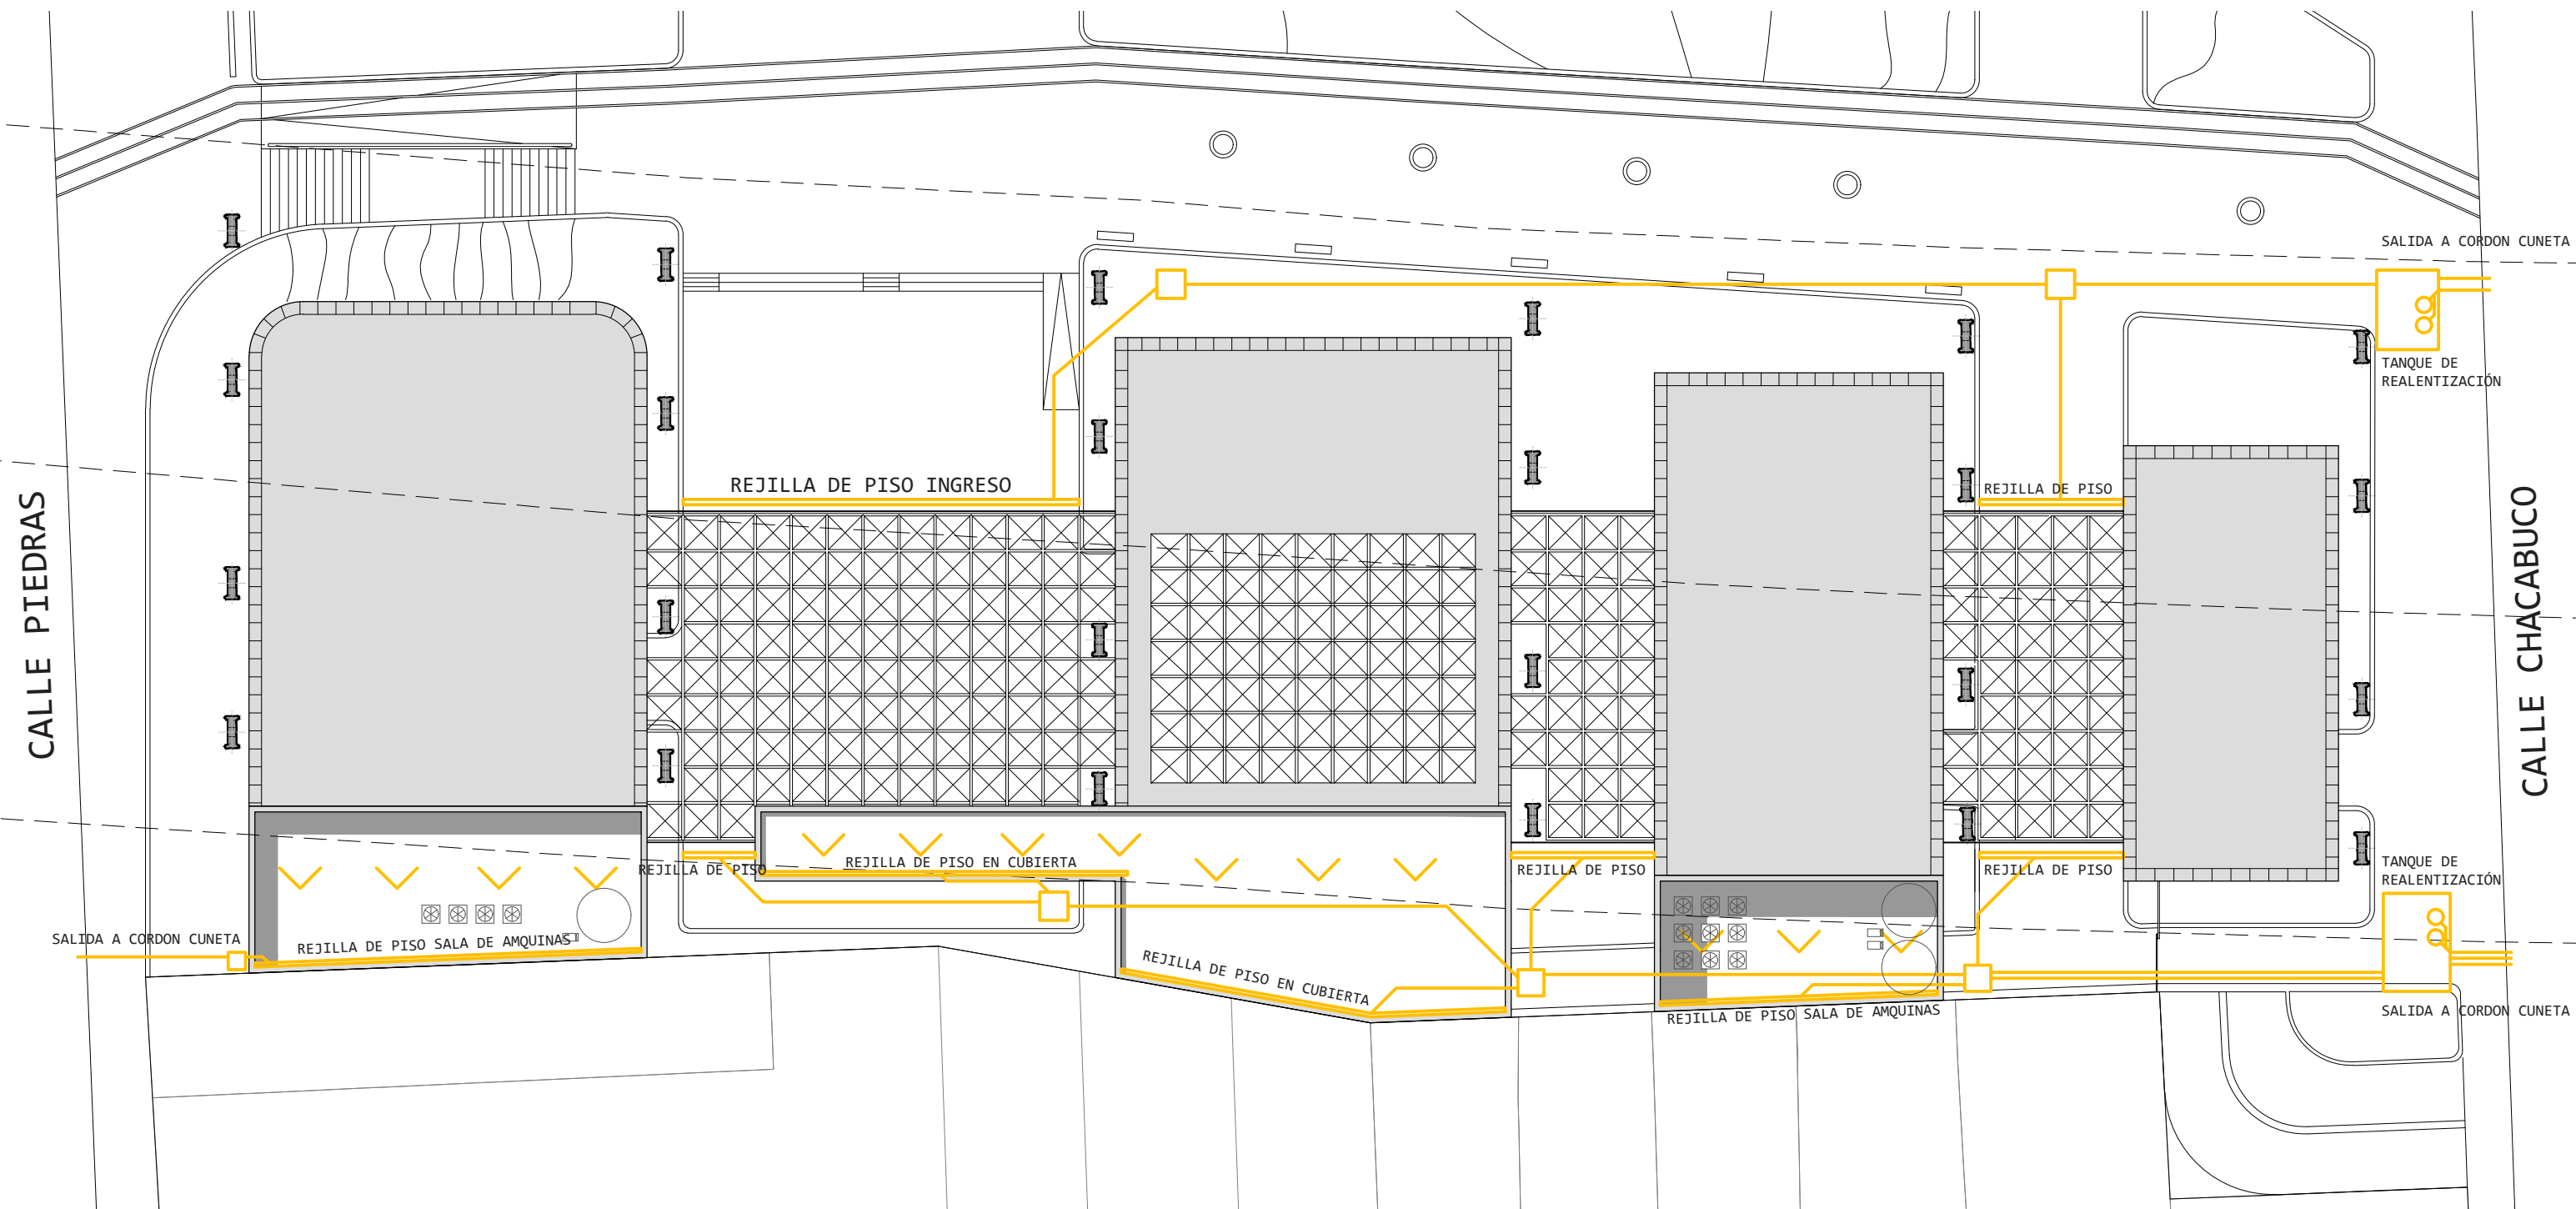 SALIDA A CORDON CUNETA
TANQUE DE
REALENTIZACIÓN
REJILLA DE PISO INGRESO
REJILLA DE PISO
CALLE PIEDRAS
CALLE CHACABUCO
REJILLA DE PISO
REJILLA DE PISO EN CUBIERTA
REJILLA DE PISO
REJILLA DE PISO
TANQUE DE
REALENTIZACIÓN
SALIDA A CORDON CUNETA
REJILLA DE PISO SALA DE AMQUINAS
REJILLA DE PISO EN CUBIERTA
REJILLA DE PISO SALA DE AMQUINAS
SALIDA A CORDON CUNETA